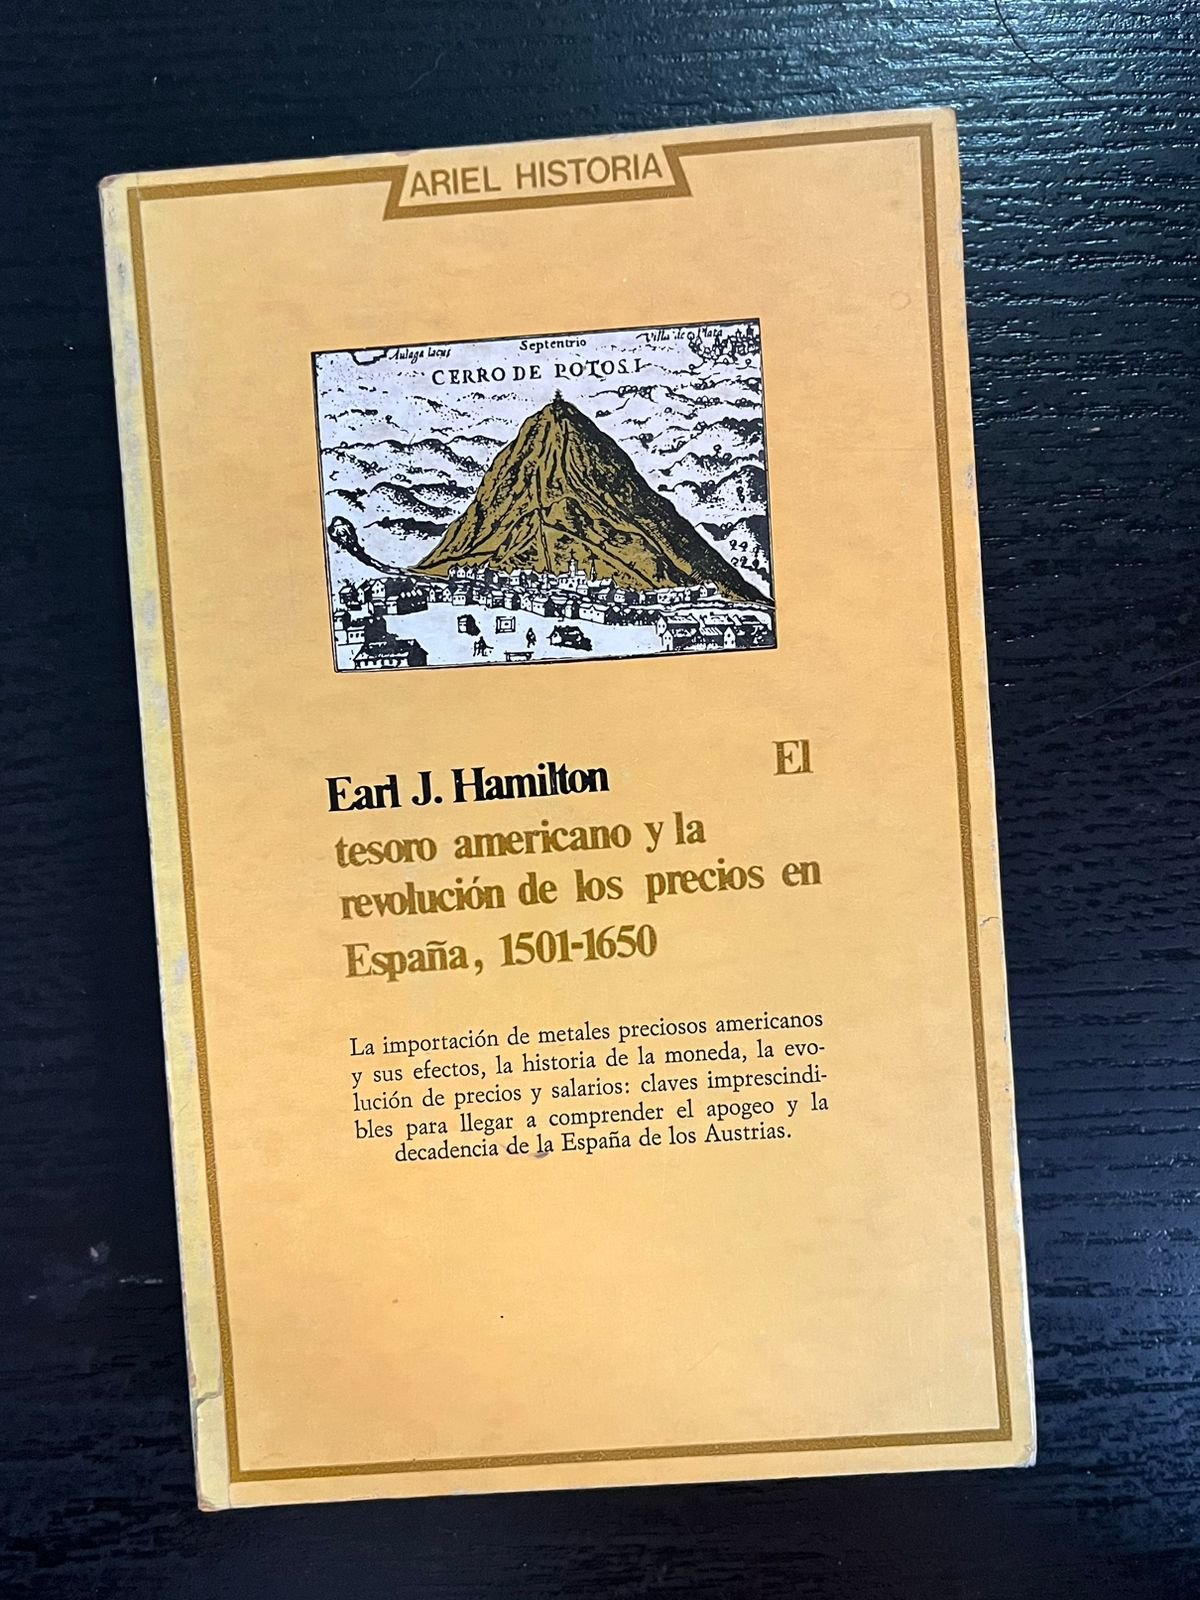 ARIEL HISTORIA
Aulaga lacus
Septentrio
Villa de Plata
CERRO DE POTOSI
Earl J. Hamilton El
tesoro americano y la
revolución de los precios en
España, 1501-1650
La importación de metales preciosos americanos
y sus efectos, la historia de la moneda, la evo-
lución de precios y salarios: claves imprescindi-
bles para llegar a comprender el apogeo y la
decadencia de la España de los Austrias.